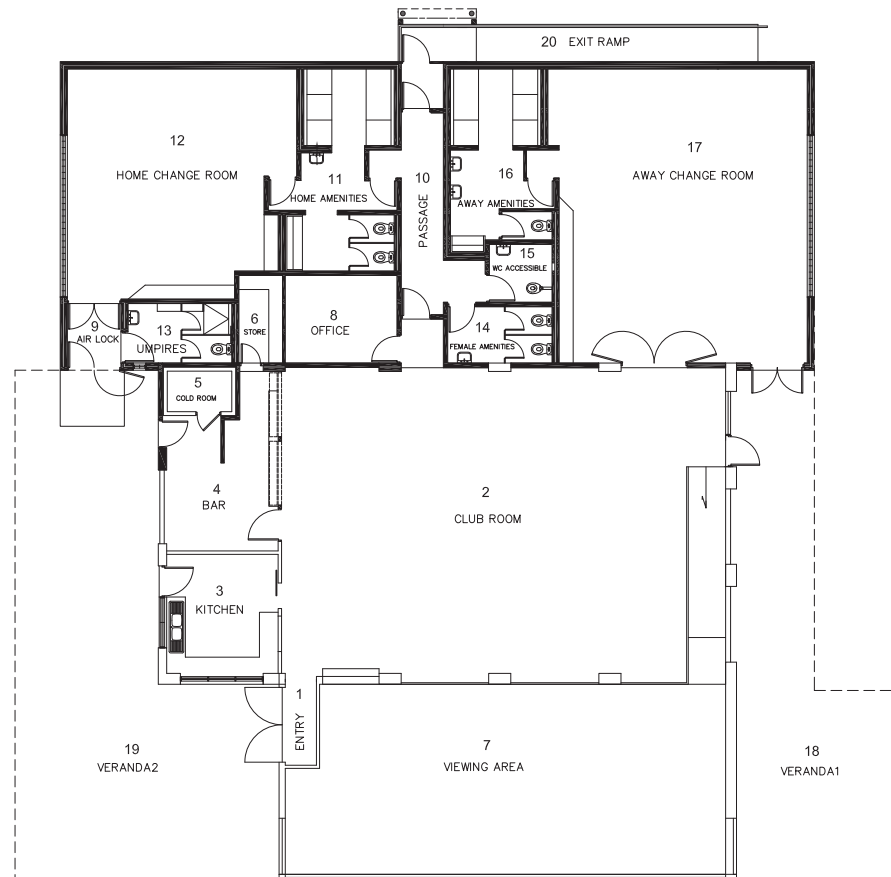 20 EXIT RAMP
12
HOME CHANGE ROOM
11
HOME AMENITIES
10
PASSAGE
16
AWAY AMENITIES
17
AWAY CHANGE ROOM
15
WC ACCESSIBLE
9
AIR LOCK
13
UMPIRES
6
STORE
8
OFFICE
14
FEMALE AMENITIES
5
COLD ROOM
4
BAR
2
CLUB ROOM
3
KITCHEN
1
ENTRY
19
VERANDA2
7
VIEWING AREA
18
VERANDA1